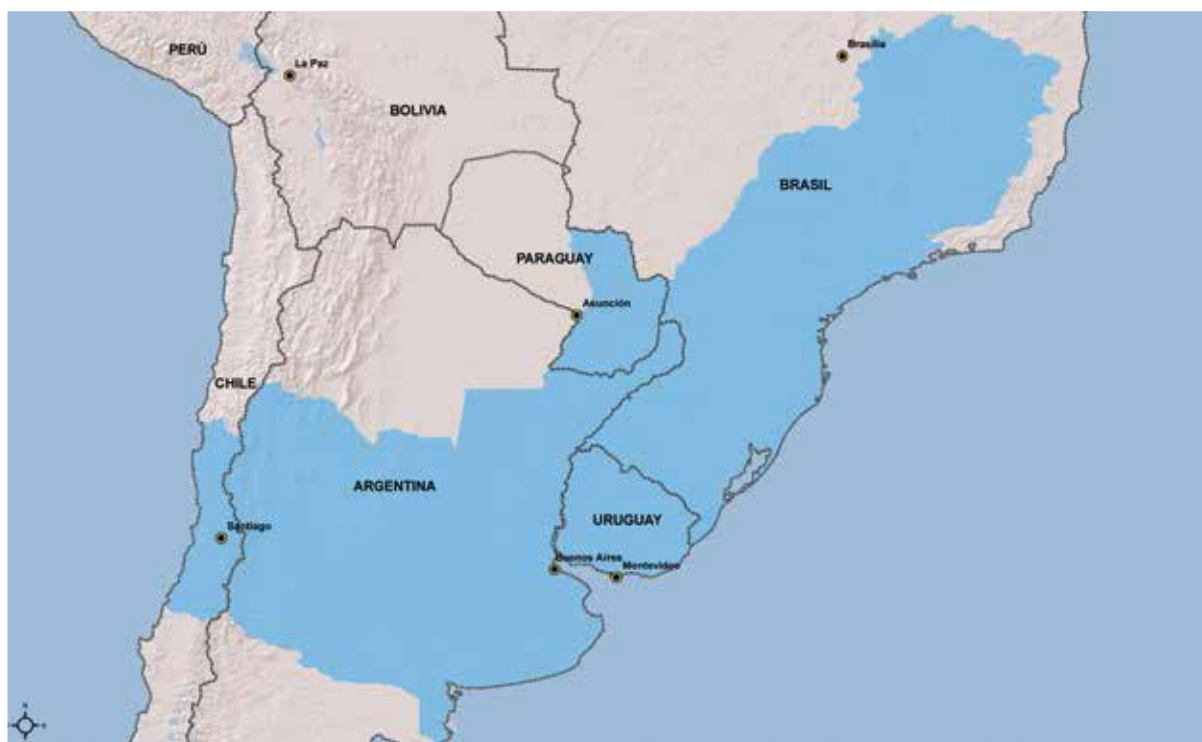 PERÚ
La Paz
Brasilia
BOLIVIA
BRASIL
PARAGUAY
Asunción
CHILE
ARGENTINA
Santiago
URUGUAY
Buenos Aires
Montevideo